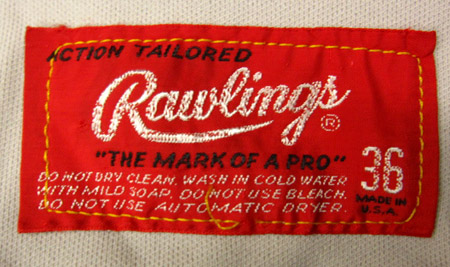 ACTION TAILORED
Rawlings ®
"THE MARK OF A PRO"
DO NOT DRY CLEAN. WASH IN COLD WATER
WITH MILD SOAP. DO NOT USE BLEACH.
DO NOT USE AUTOMATIC DRYER.
36
MADE IN
U.S.A.